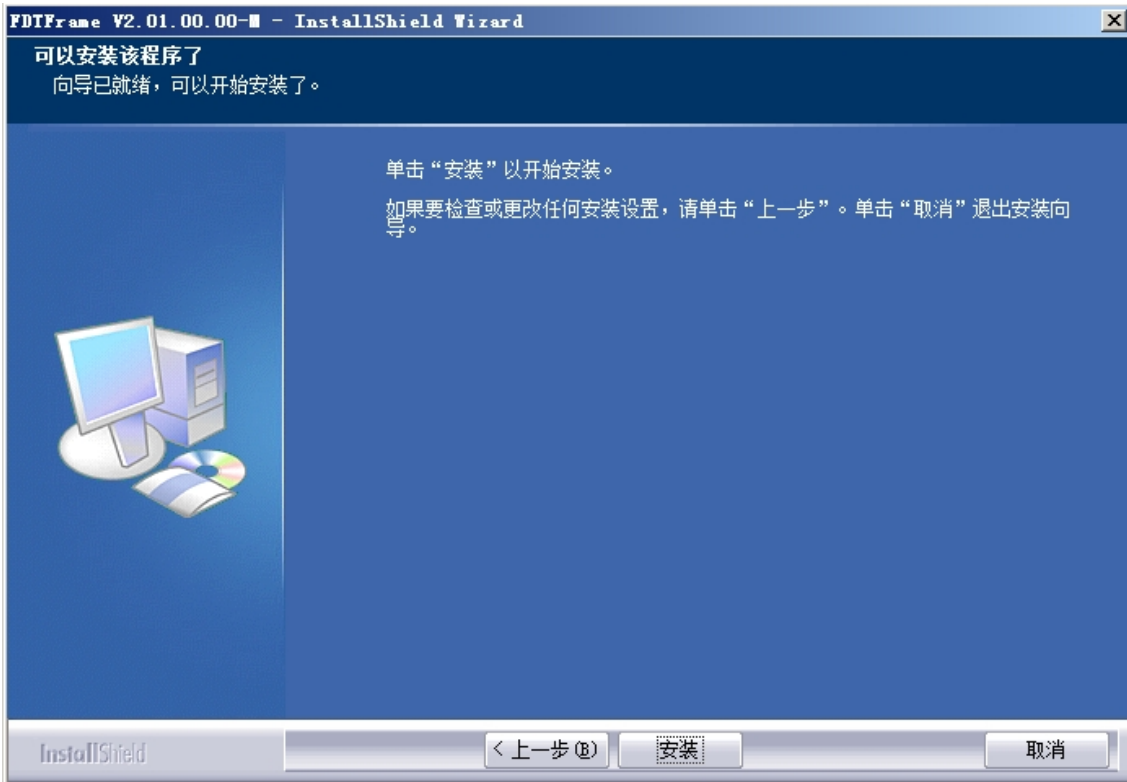 FDTFrame V2.01.00.00-M - InstallShield Wizard
可以安装该程序了
向导已就绪，可以开始安装了。
单击“安装”以开始安装。
如果要检查或更改任何安装设置，请单击“上一步”。单击“取消”退出安装向
导。
InstallShield
< 上一步(B)
安装
取消